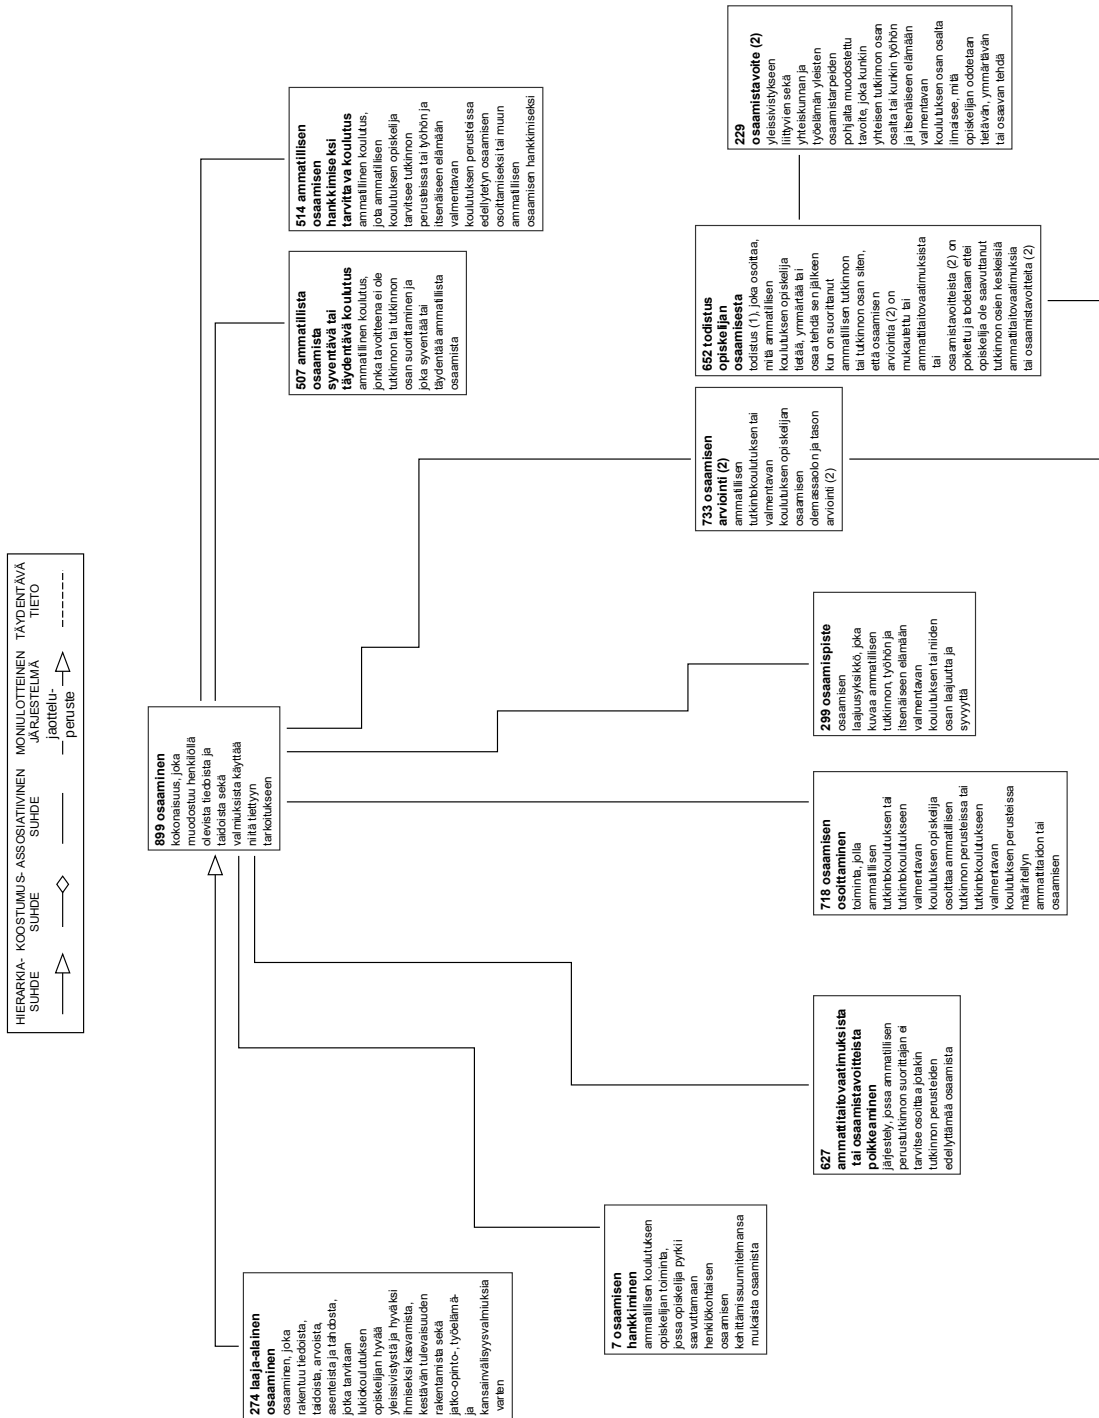 HIERARKIA-
SUHDE
KOOSTUMUS-
SUHDE
ASSOSIATIIVINEN
SUHDE
MONIULOTTEINEN
JÄRJESTELMÄ
jaottelu-
peruste
TÄYDENTÄVÄ
TIETO
274 laaja-alainen
osaaminen
osaaminen, joka
rakentuu tiedoista,
taidoista, arvoista,
asenteista ja tahdosta,
jotka tarvitaan
lukiokoulutuksen
opiskelijan hyvää
yleissivistystä ja hyväksi
ihmiseksi kasvamista,
kestävän tulevaisuuden
rakentamista sekä
jatko-opinto-, työelämä-
ja
kansainvälisyysvalmiuksia
varten
899 osaaminen
kokonaisuus, joka
muodostuu henkilöllä
olevista tiedoista ja
taidoista sekä
valmiuksista käyttää
niitä tiettyyn
tarkoitukseen
514 ammatillisen
osaamisen
hankkimiseksi
tarvittava koulutus
ammatillinen koulutus,
jota ammatillisen
koulutuksen opiskelija
tarvitsee tutkinnon
perusteissa tai työhön ja
itsenäiseen elämään
valmentavan
koulutuksen perusteissa
edellytetyn osaamisen
osoittamiseksi tai muun
ammatillisen
osaamisen hankkimiseksi
507 ammatillista
osaamista
syventävä tai
täydentävä koulutus
ammatillinen koulutus,
jonka tavoitteena ei ole
tutkinnon tai tutkinnon
osan suorittaminen ja
joka syventää tai
täydentää ammatillista
osaamista
7 osaamisen
hankkiminen
ammatillisen koulutuksen
opiskelijan toiminta,
jossa opiskelija pyrkii
saavuttamaan
henkilökohtaisen
osaamisen
kehittämissuunnitelmansa
mukaista osaamista
627
ammattitaitovaatimuksista
tai osaamistavoitteista
poikkeaminen
järjestely, jossa ammatillisen
perustutkinnon suorittajan ei
tarvitse osoittaa jotakin
tutkinnon perusteiden
edellyttämää osaamista
718 osaamisen
osoittaminen
toiminta, jolla
ammatillisen
tutkintokoulutuksen tai
tutkintokoulutukseen
valmentavan
koulutuksen opiskelija
osoittaa ammatillisen
tutkinnon perusteissa tai
tutkintokoulutukseen
valmentavan
koulutuksen perusteissa
määritellyn
ammattitaidon tai
osaamisen
299 osaamispiste
osaamisen
laajuusyksikkö, joka
kuvaa ammatillisen
tutkinnon, työhön ja
itsenäiseen elämään
valmentavan
koulutuksen tai niiden
osan laajuutta ja
syvyyttä
733 osaamisen
arviointi (2)
ammatillisen
tutkintokoulutuksen tai
valmentavan
koulutuksen opiskelijan
osaamisen
olemassaolon ja tason
arviointi (2)
652 todistus
opiskelijan
osaamisesta
todistus (1), joka osoittaa,
mitä ammatillisen
koulutuksen opiskelija
tietää, ymmärtää tai
osaa tehdä sen jälkeen
kun on suorittanut
ammatillisen tutkinnon
tai tutkinnon osan siten,
että osaamisen
arviointia (2) on
mukautettu tai
ammattitaitovaatimuksista
tai
osaamistavoitteista (2) on
poikettu ja todetaan ettei
opiskelija ole saavuttanut
tutkinnon osien keskeisiä
ammattitaitovaatimuksia
tai osaamistavoitteita (2)
229
osaamistavoite (2)
yleissivistykseen
liittyvien sekä
yhteiskunnan ja
työelämän yleisten
osaamistarpeiden
pohjalta muodostettu
tavoite, joka kunkin
yhteisen tutkinnon osan
osalta tai kunkin työhön
ja itsenäiseen elämään
valmentavan
koulutuksen osan osalta
ilmaisee, mitä
opiskelijan odotetaan
tietävän, ymmärtävän
tai osaavan tehdä